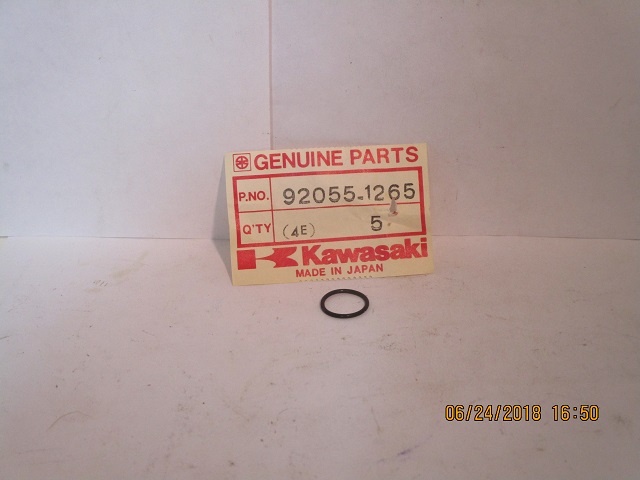 GENUINE PARTS
P.NO. 92055-1265
Q'TY (4E) 5
Kawasaki
MADE IN JAPAN
06/24/2018 16:50